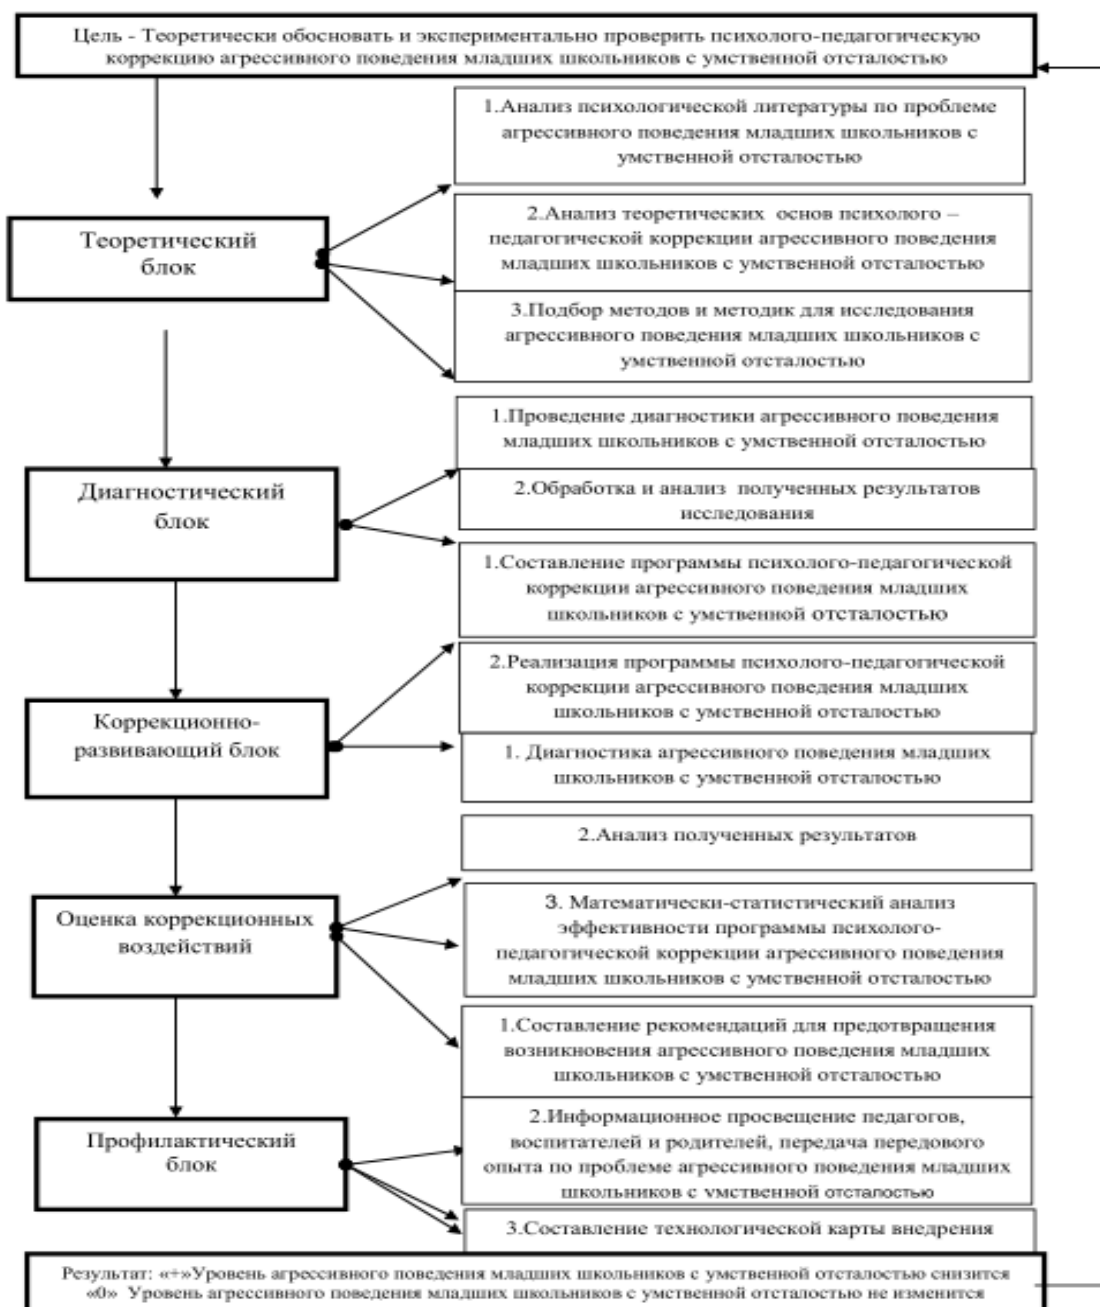 Цель - Теоретически обосновать и экспериментально проверить психолого-педагогическую
коррекцию агрессивного поведения младших школьников с умственной отсталостью
1.Анализ психологической литературы по проблеме
агрессивного поведения младших школьников с
умственной отсталостью
Теоретический
блок
2.Анализ теоретических основ психолого –
педагогической коррекции агрессивного поведения
младших школьников с умственной отсталостью
3.Подбор методов и методик для исследования
агрессивного поведения младших школьников с
умственной отсталостью
1.Проведение диагностики агрессивного поведения
младших школьников с умственной отсталостью
Диагностический
блок
2.Обработка и анализ полученных результатов
исследования
1.Составление программы психолого-педагогической
коррекции агрессивного поведения младших
школьников с умственной отсталостью
2.Реализация программы психолого-педагогической
коррекции агрессивного поведения младших
школьников с умственной отсталостью
Коррекционно-
развивающий блок
1. Диагностика агрессивного поведения младших
школьников с умственной отсталостью
2.Анализ полученных результатов
Оценка коррекционных
воздействий
3. Математически-статистический анализ
эффективности программы психолого-
педагогической коррекции агрессивного поведения
младших школьников с умственной отсталостью
1.Составление рекомендаций для предотвращения
возникновения агрессивного поведения младших
школьников с умственной отсталостью
Профилактический
блок
2.Информационное просвещение педагогов,
воспитателей и родителей, передача передового
опыта по проблеме агрессивного поведения младших
школьников с умственной отсталостью
3.Составление технологической карты внедрения
Результат: «+»Уровень агрессивного поведения младших школьников с умственной отсталостью снизится
«0» Уровень агрессивного поведения младших школьников с умственной отсталостью не изменится